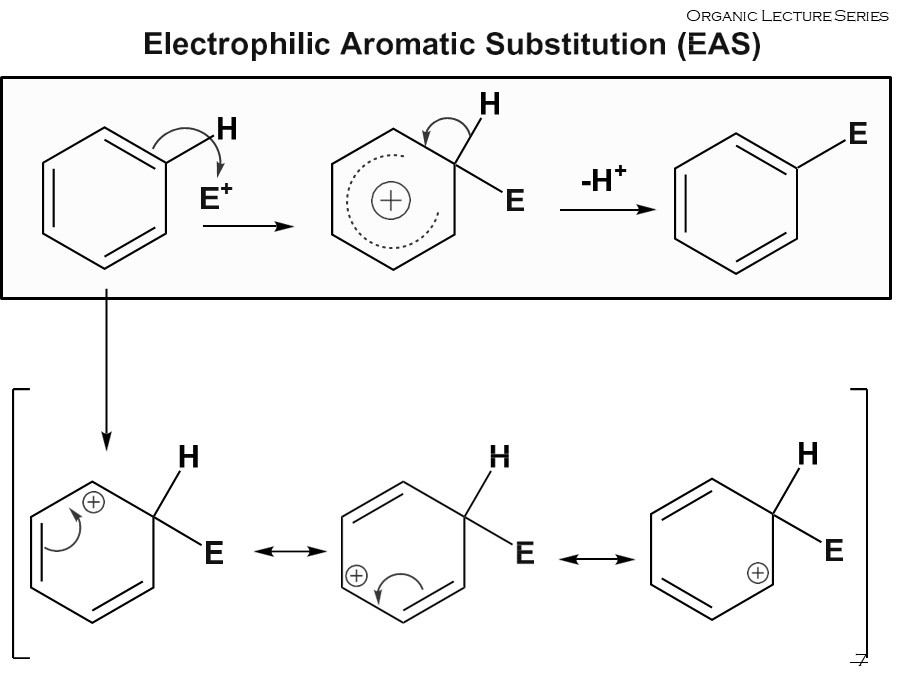 Organic Lecture Series
Electrophilic Aromatic Substitution (EAS)
H
E+
H
E
-H+
E
H
E
H
E
H
E
7